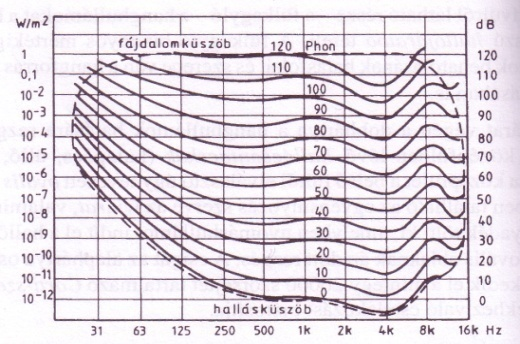 W/m² dB
fájdalomküszöb 120 Phon 120
0,1 110 110
10⁻² 100 100
10⁻³ 90 90
10⁻⁴ 80 80
10⁻⁵ 70 70
10⁻⁶ 60 60
10⁻⁷ 50 50
10⁻⁸ 40 40
10⁻⁹ 30 30
10⁻¹⁰ 20 20
10⁻¹¹ 10 10
10⁻¹² 0 0
hallásküszöb
31 63 125 250 500 1k 2k 4k 8k 16k Hz